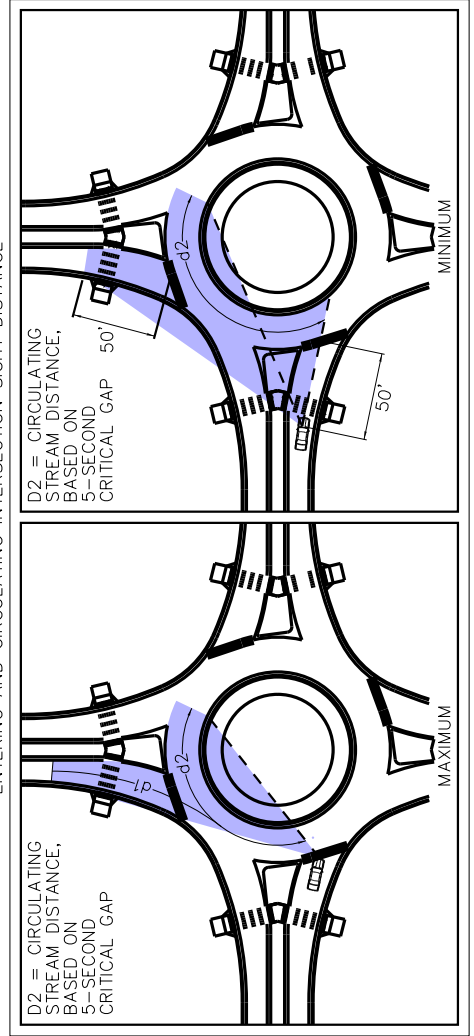 ENTERING AND CIRCULATING INTERSECTION SIGHT DISTANCE
D2 = CIRCULATING
STREAM DISTANCE,
BASED ON
5-SECOND
CRITICAL GAP
d1
d2
MAXIMUM
D2 = CIRCULATING
STREAM DISTANCE,
BASED ON
5-SECOND
CRITICAL GAP
50'
d2
50'
MINIMUM